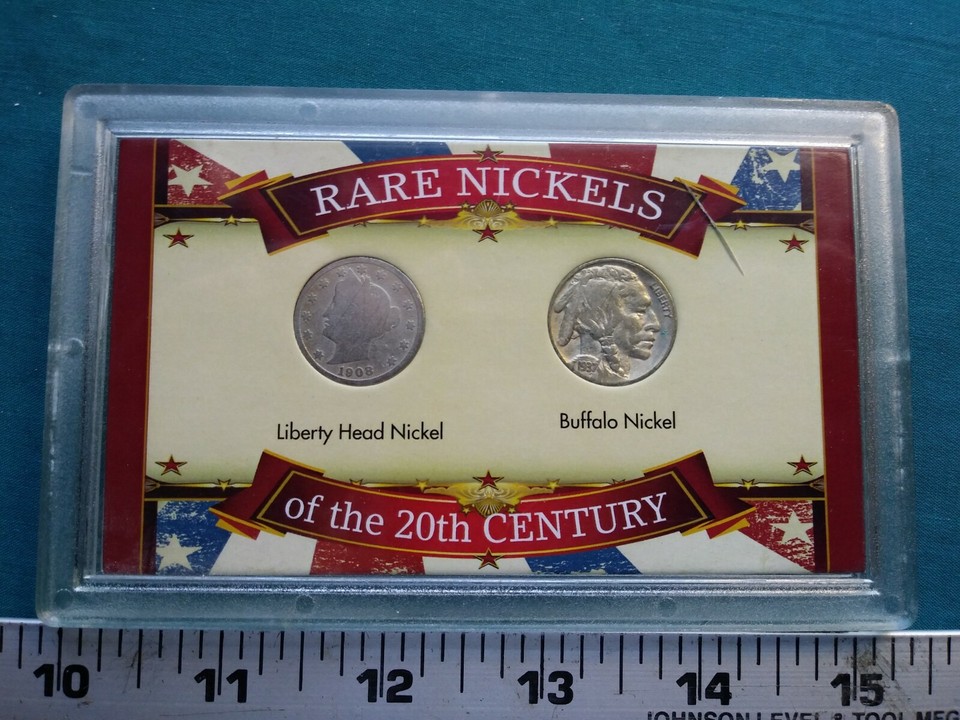 RARE NICKELS
1908
LIBERTY
1937
Liberty Head Nickel
Buffalo Nickel
of the 20th CENTURY
10 11 12 13 14 15
JOHNSON LEVEL & TOOL MFG